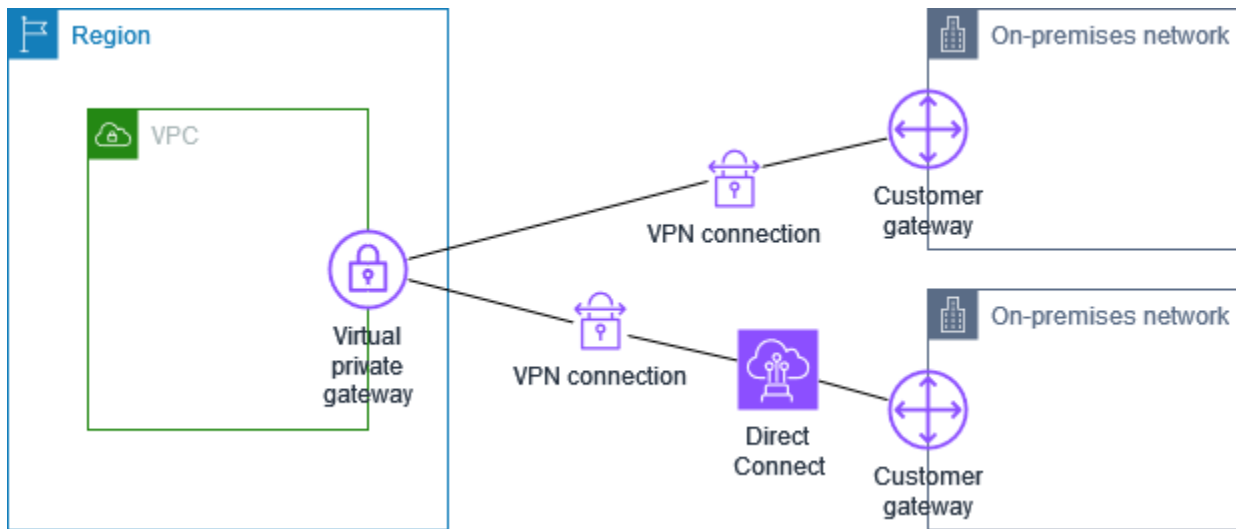 Region
On-premises network
VPC
Customer
gateway
VPN connection
Virtual
private
gateway
On-premises network
VPN connection
Direct
Connect
Customer
gateway